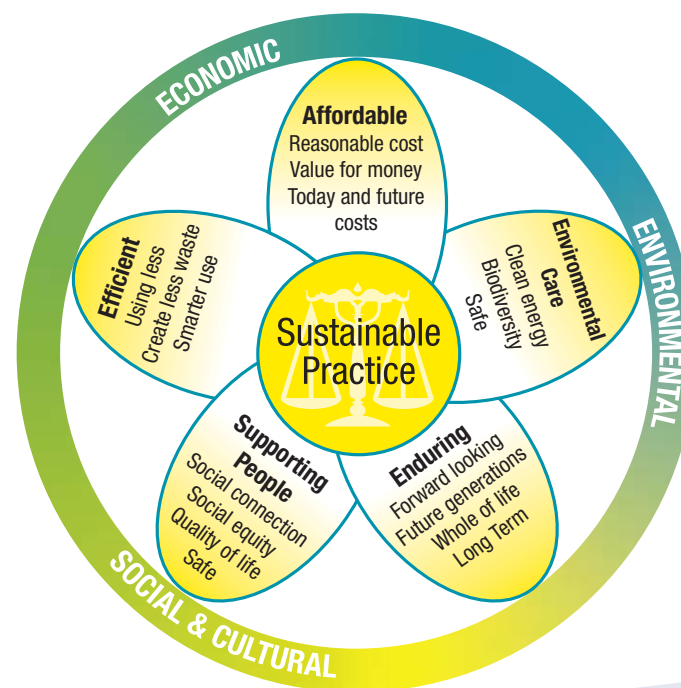 ECONOMIC
ENVIRONMENTAL
SOCIAL & CULTURAL
Affordable
Reasonable cost
Value for money
Today and future
costs
Environmental
Care
Clean energy
Biodiversity
Safe
Enduring
Forward looking
Future generations
Whole of life
Long Term
Supporting
People
Social connection
Social equity
Quality of life
Safe
Efficient
Using less
Create less waste
Smarter use
Sustainable
Practice